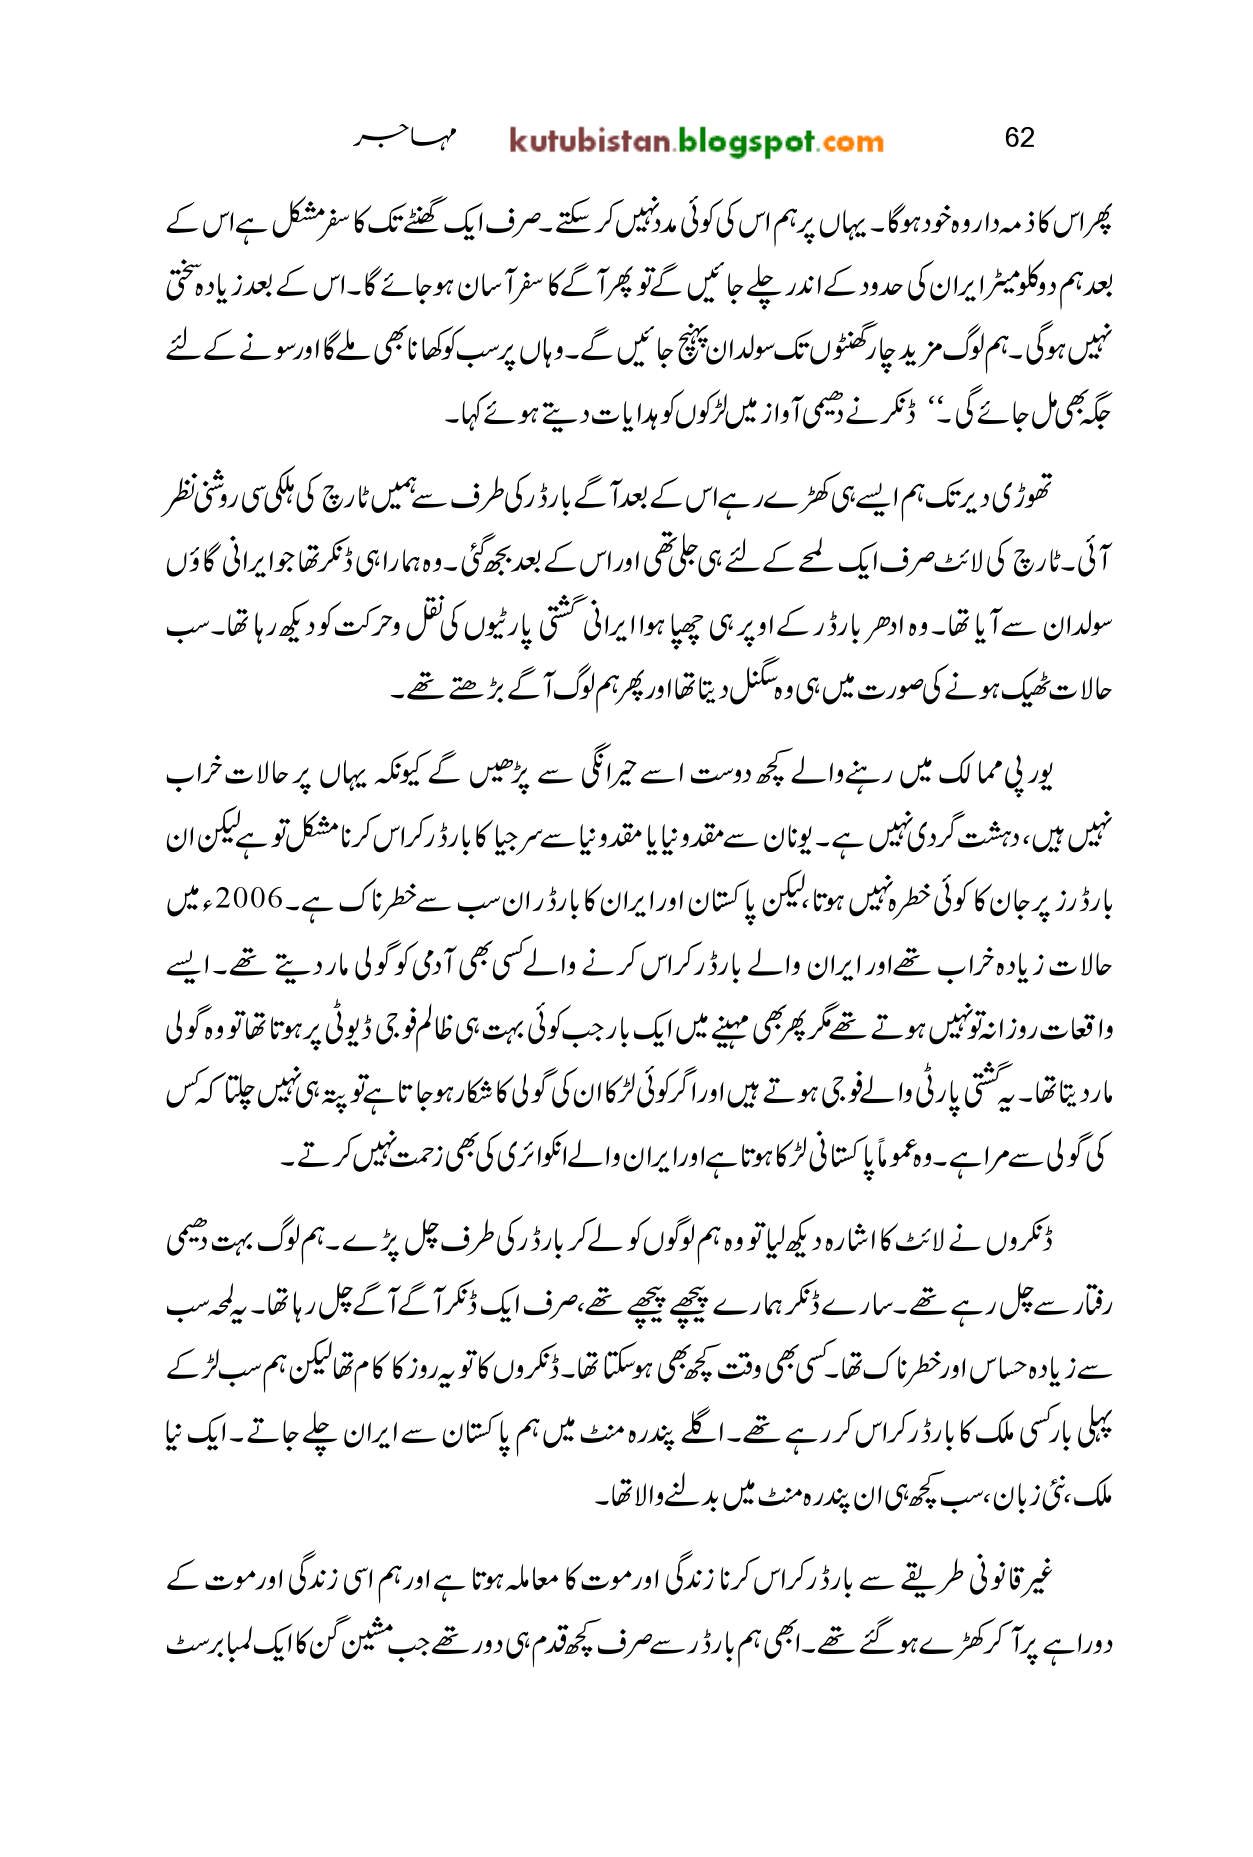 62 kutubistan.blogspot.com مہاجر
پھر اس کا ذمہ دار وہ خود ہوگا۔ یہاں پر ہم اس کی کوئی مدد نہیں کر سکتے۔صرف ایک گھنٹے تک کا سفر مشکل ہے اس کے
بعد ہم دو کلومیٹر ایران کی حدود کے اندر چلے جائیں گے تو پھر آگے کا سفر آسان ہوجائے گا۔اس کے بعد زیادہ سختی
نہیں ہوگی۔ہم لوگ مزید چار گھنٹوں تک سولدان پہنچ جائیں گے۔وہاں پر سب کو کھانا بھی ملے گا اور سونے کے لئے
جگہ بھی مل جائے گی۔‘‘ ڈنکر نے دھیمی آواز میں لڑکوں کو ہدایات دیتے ہوئے کہا۔
تھوڑی دیر تک ہم ایسے ہی کھڑے رہے اس کے بعد آگے بارڈر کی طرف سے ہمیں ٹارچ کی ہلکی سی روشنی نظر
آئی۔ٹارچ کی لائٹ صرف ایک لمحے کے لئے ہی جلی تھی اور اس کے بعد بجھ گئی۔وہ ہمارا ہی ڈنکر تھا جو ایرانی گاؤں
سولدان سے آیا تھا۔ وہ ادھر بارڈر کے اوپر ہی چھپا ہوا ایرانی گشتی پارٹیوں کی نقل وحرکت کو دیکھ رہا تھا۔سب
حالات ٹھیک ہونے کی صورت میں ہی وہ سگنل دیتا تھا اور پھر ہم لوگ آگے بڑھتے تھے۔
یورپی ممالک میں رہنے والے کچھ دوست اسے حیرانگی سے پڑھیں گے کیونکہ یہاں پر حالات خراب
نہیں ہیں، دہشت گردی نہیں ہے۔ یونان سے مقدونیا یا مقدونیا سے سرجیا کا بارڈر کراس کرنا مشکل تو ہے لیکن ان
بارڈرز پر جان کا کوئی خطرہ نہیں ہوتا، لیکن پاکستان اور ایران کا بارڈر ان سب سے خطرناک ہے۔2006ء میں
حالات زیادہ خراب تھے اور ایران والے بارڈر کراس کرنے والے کسی بھی آدمی کو گولی مار دیتے تھے۔ایسے
واقعات روزانہ تو نہیں ہوتے تھے مگر پھر بھی مہینے میں ایک بار جب کوئی بہت ہی ظالم فوجی ڈیوٹی پر ہوتا تھا تو وہ گولی
مار دیتا تھا۔ یہ گشتی پارٹی والے فوجی ہوتے ہیں اور اگر کوئی لڑکا ان کی گولی کا شکار ہوجاتا ہے تو پتہ ہی نہیں چلتا کہ کس
کی گولی سے مرا ہے۔وہ عموماً پاکستانی لڑکا ہوتا ہے اور ایران والے انکوائری کی بھی زحمت نہیں کرتے۔
ڈنکروں نے لائٹ کا اشارہ دیکھ لیا تو وہ ہم لوگوں کو لے کر بارڈر کی طرف چل پڑے۔ہم لوگ بہت دھیمی
رفتار سے چل رہے تھے۔سارے ڈنکر ہمارے پیچھے پیچھے تھے،صرف ایک ڈنکر آگے آگے چل رہا تھا۔یہ لمحہ سب
سے زیادہ حساس اور خطرناک تھا۔کسی بھی وقت کچھ بھی ہوسکتا تھا۔ڈنکروں کا تو یہ روز کا کام تھا لیکن ہم سب لڑکے
پہلی بار کسی ملک کا بارڈر کراس کر رہے تھے۔اگلے پندرہ منٹ میں ہم پاکستان سے ایران چلے جاتے۔ایک نیا
ملک،نئی زبان،سب کچھ ہی ان پندرہ منٹ میں بدلنے والا تھا۔
غیر قانونی طریقے سے بارڈر کراس کرنا زندگی اور موت کا معاملہ ہوتا ہے اور ہم اسی زندگی اور موت کے
دوراہے پر آکر کھڑے ہوگئے تھے۔ابھی ہم بارڈر سے صرف کچھ قدم ہی دور تھے جب مشین گن کا ایک لمبا برسٹ